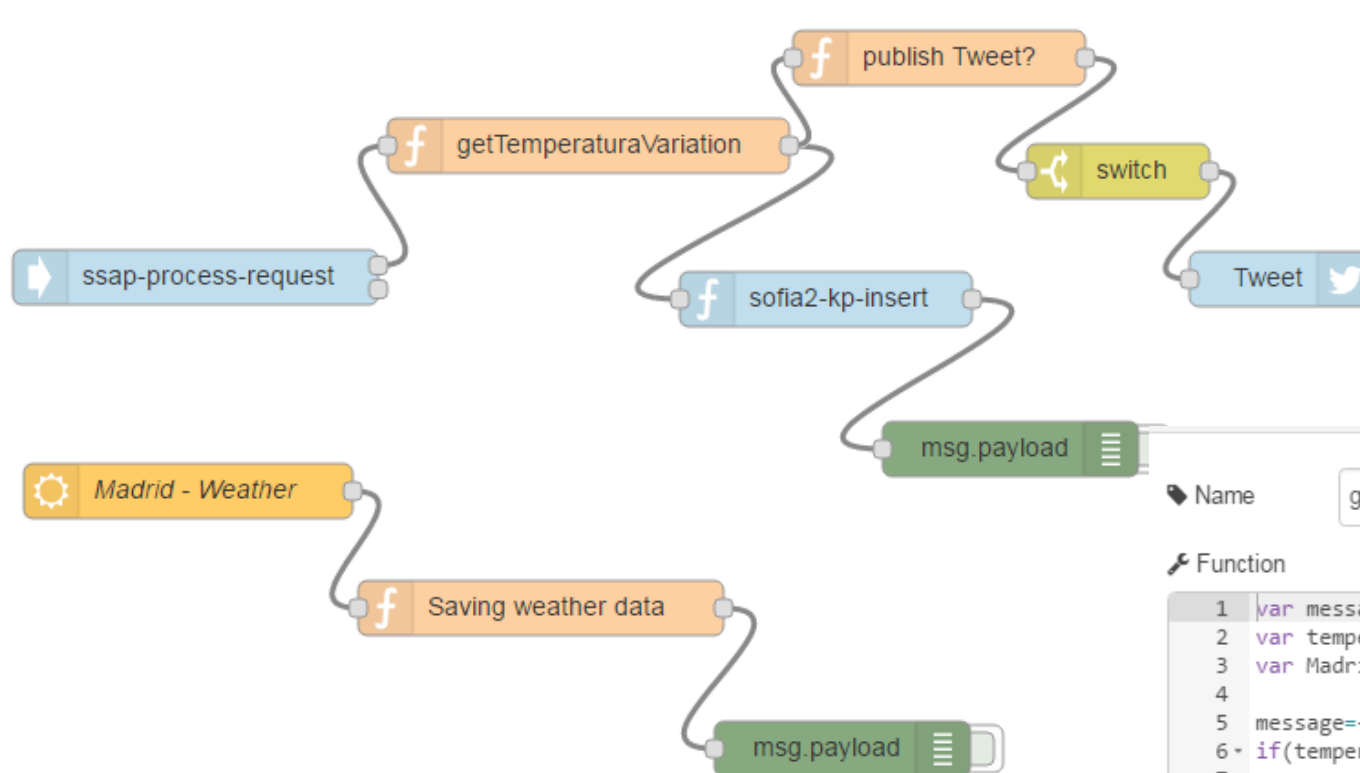 publish Tweet?
getTemperaturaVariation
switch
ssap-process-request
Tweet
sofia2-kp-insert
msg.payload
Madrid - Weather
Name
Function
Saving weather data
1 var
2 var
3 var
4
5
6 if(
msg.payload